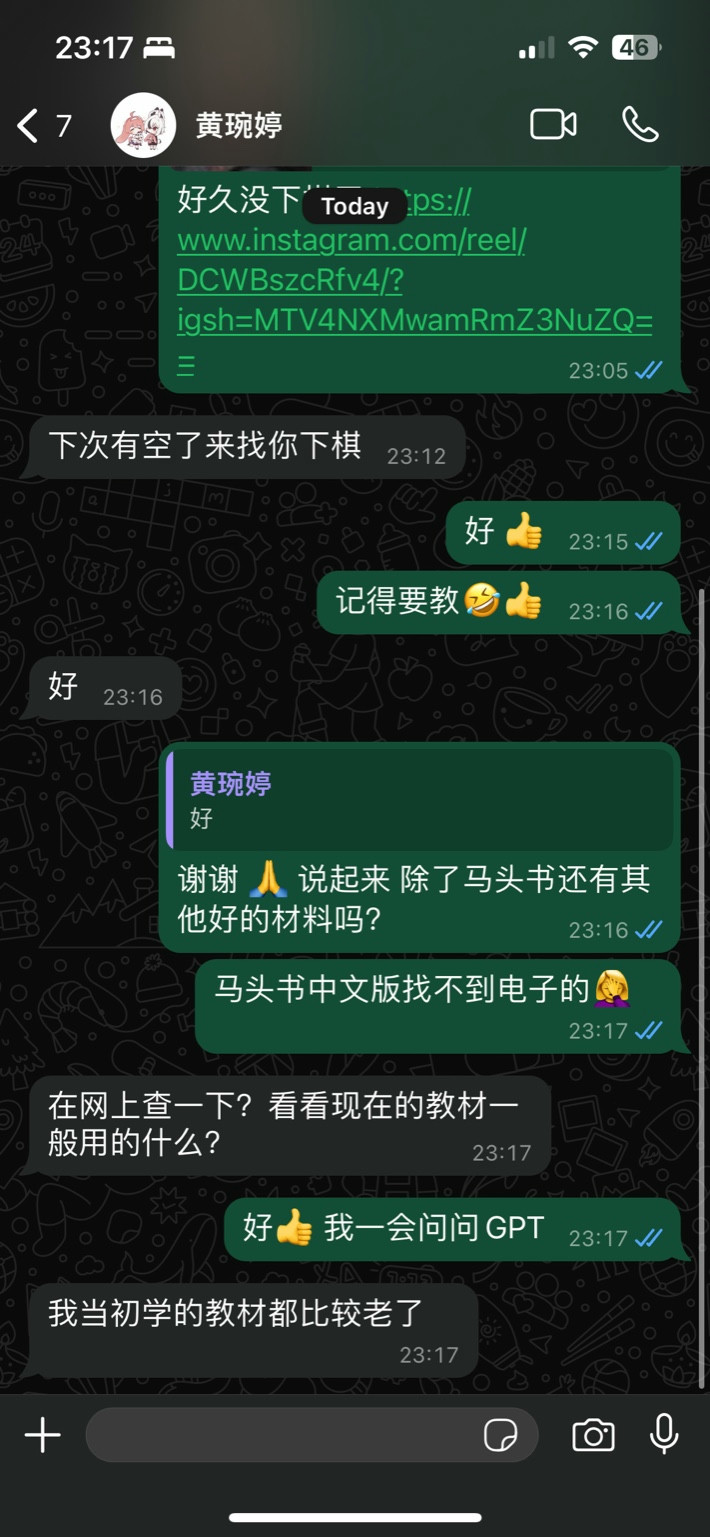 23:17
46
7
黄琬婷
好久没下
Today
tps://
www.instagram.com/reel/
DCWBszcRfv4/?
igsh=MTV4NXMwamRmZ3NuZQ=
=
23:05
下次有空了来找你下棋 23:12
好 👍 23:15
记得要教🤣👍 23:16
好 23:16
黄琬婷
好
谢谢 🙏 说起来 除了马头书还有其
他好的材料吗? 23:16
马头书中文版找不到电子的🤦‍♀️
23:17
在网上查一下？看看现在的教材一
般用的什么? 23:17
好👍 我一会问问 GPT 23:17
我当初学的教材都比较老了
23:17